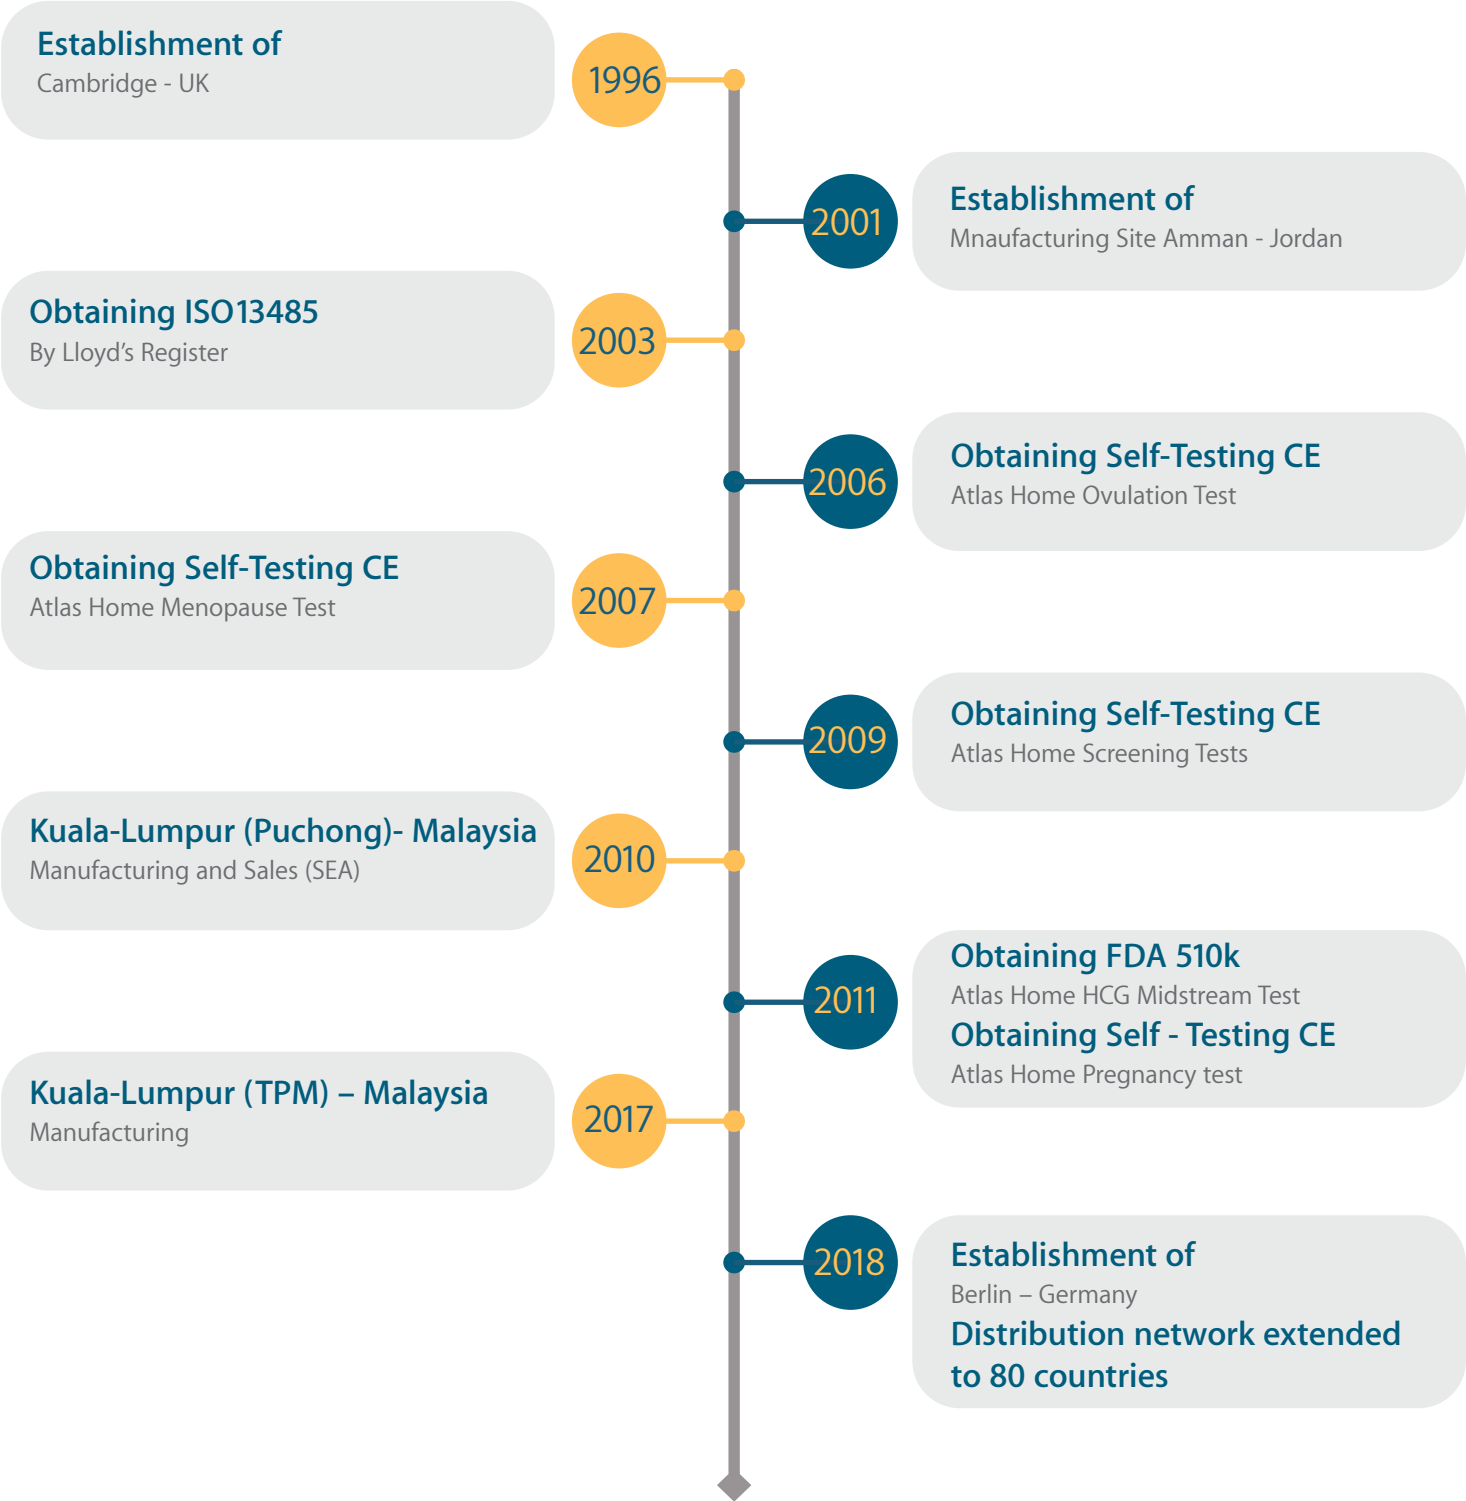 Establishment of
Cambridge - UK
1996
2001
Establishment of
Mnaufacturing Site Amman - Jordan
Obtaining ISO13485
By Lloyd’s Register
2003
2006
Obtaining Self-Testing CE
Atlas Home Ovulation Test
Obtaining Self-Testing CE
Atlas Home Menopause Test
2007
2009
Obtaining Self-Testing CE
Atlas Home Screening Tests
Kuala-Lumpur (Puchong)- Malaysia
Manufacturing and Sales (SEA)
2010
2011
Obtaining FDA 510k
Atlas Home HCG Midstream Test
Obtaining Self - Testing CE
Atlas Home Pregnancy test
Kuala-Lumpur (TPM) – Malaysia
Manufacturing
2017
2018
Establishment of
Berlin – Germany
Distribution network extended
to 80 countries